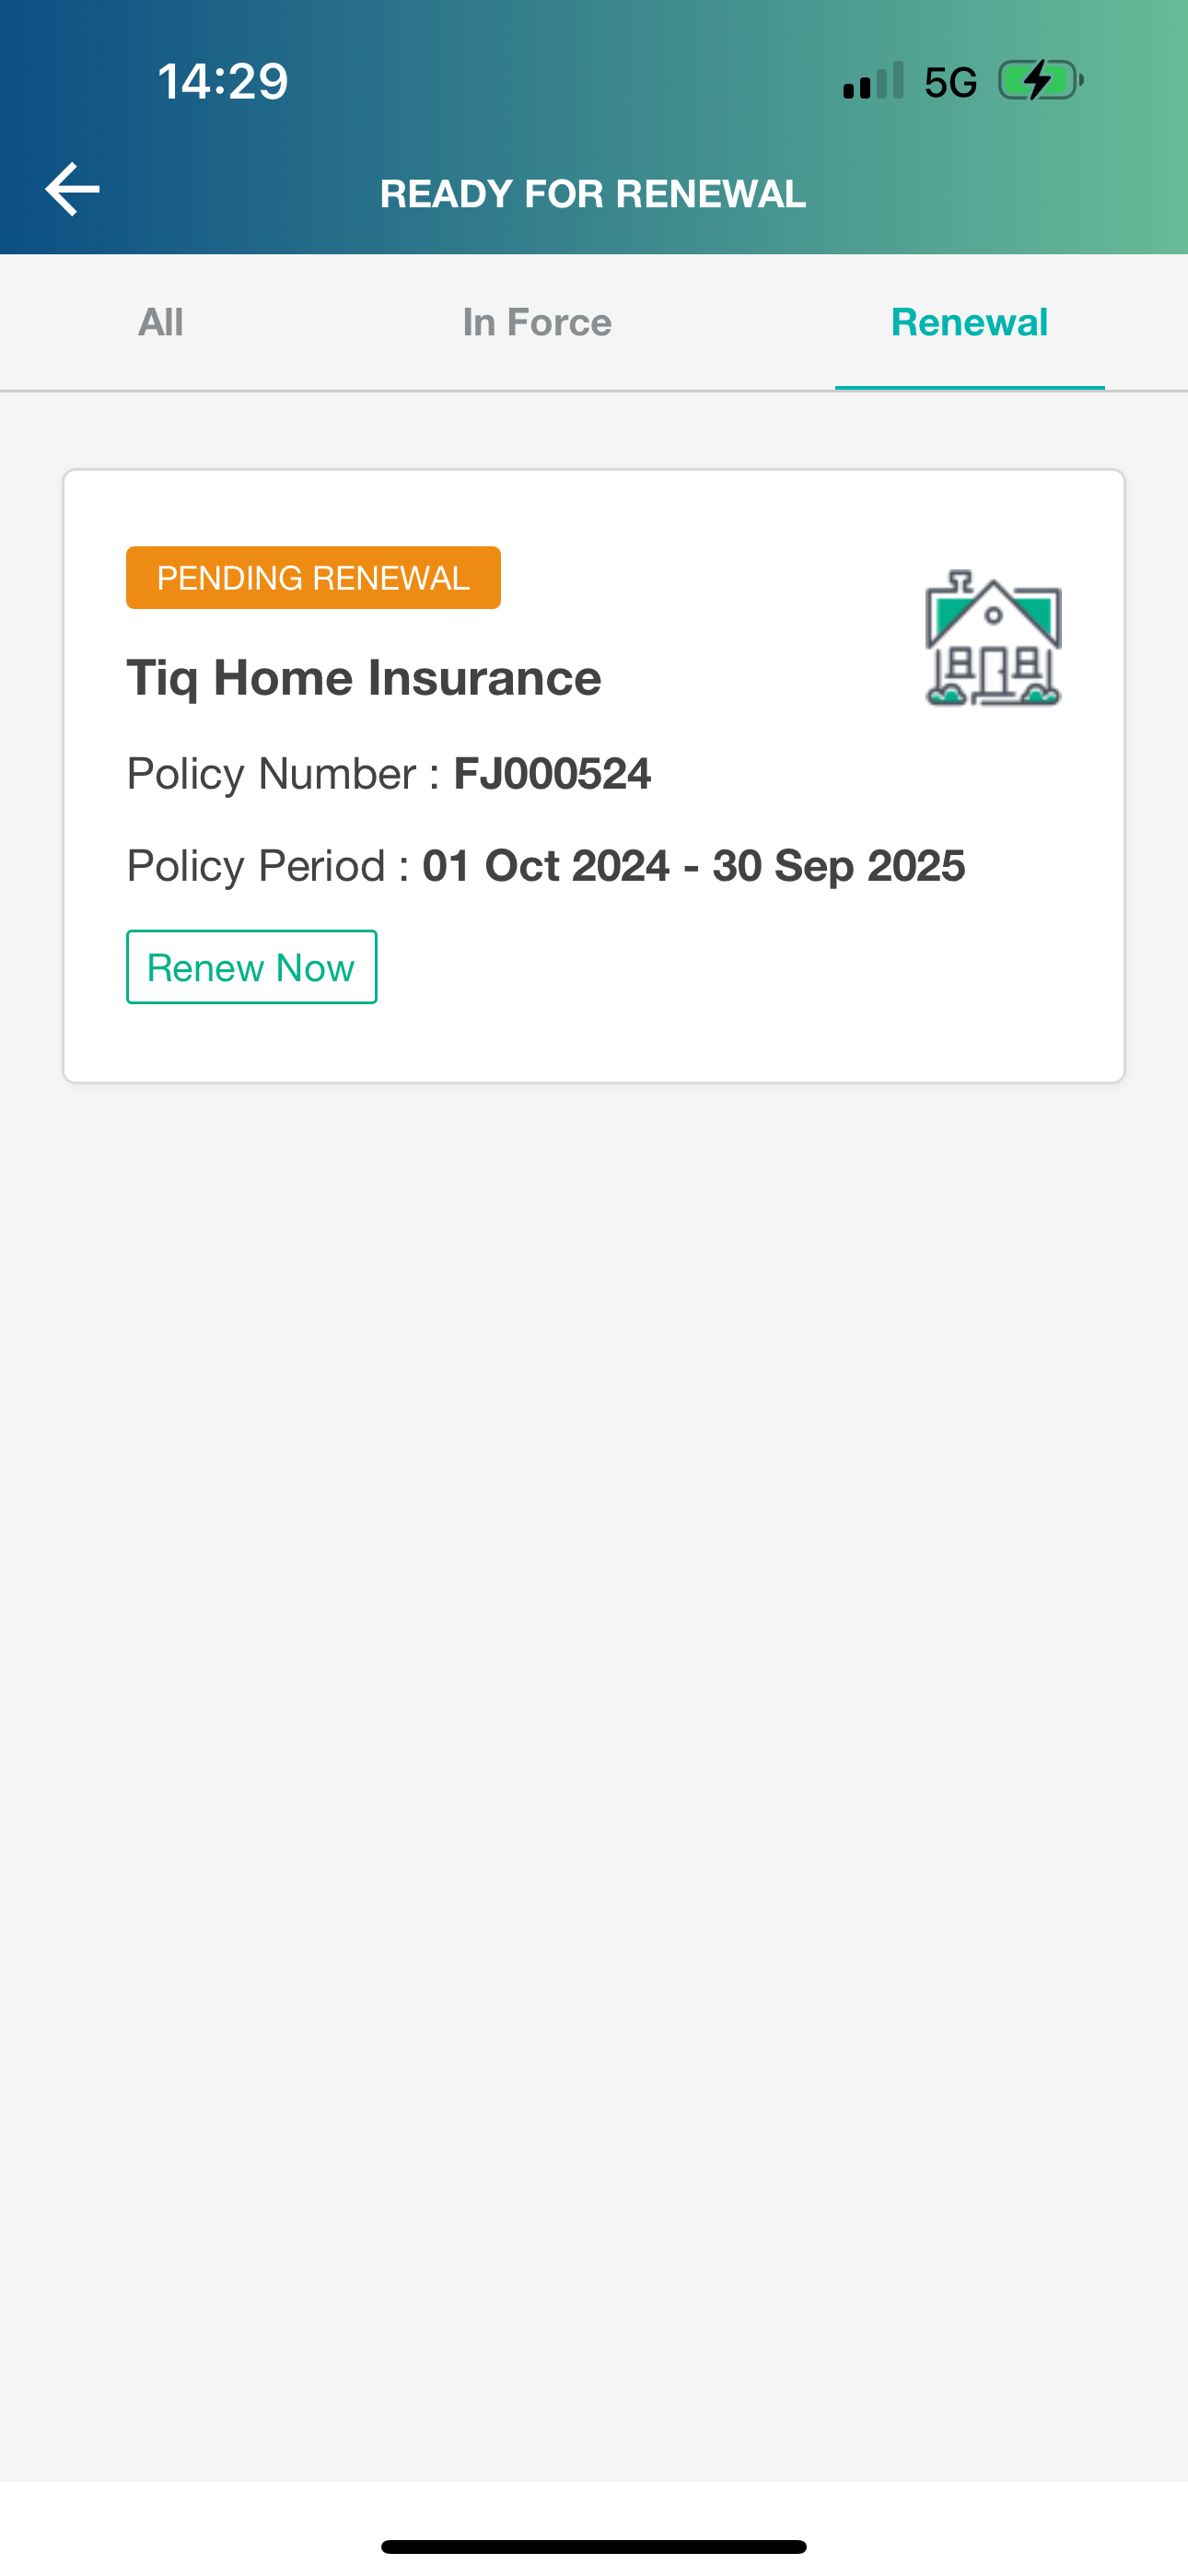 14:29
5G
READY FOR RENEWAL
All
In Force
Renewal
PENDING RENEWAL
Tiq Home Insurance
Policy Number : FJ000524
Policy Period : 01 Oct 2024 - 30 Sep 2025
Renew Now